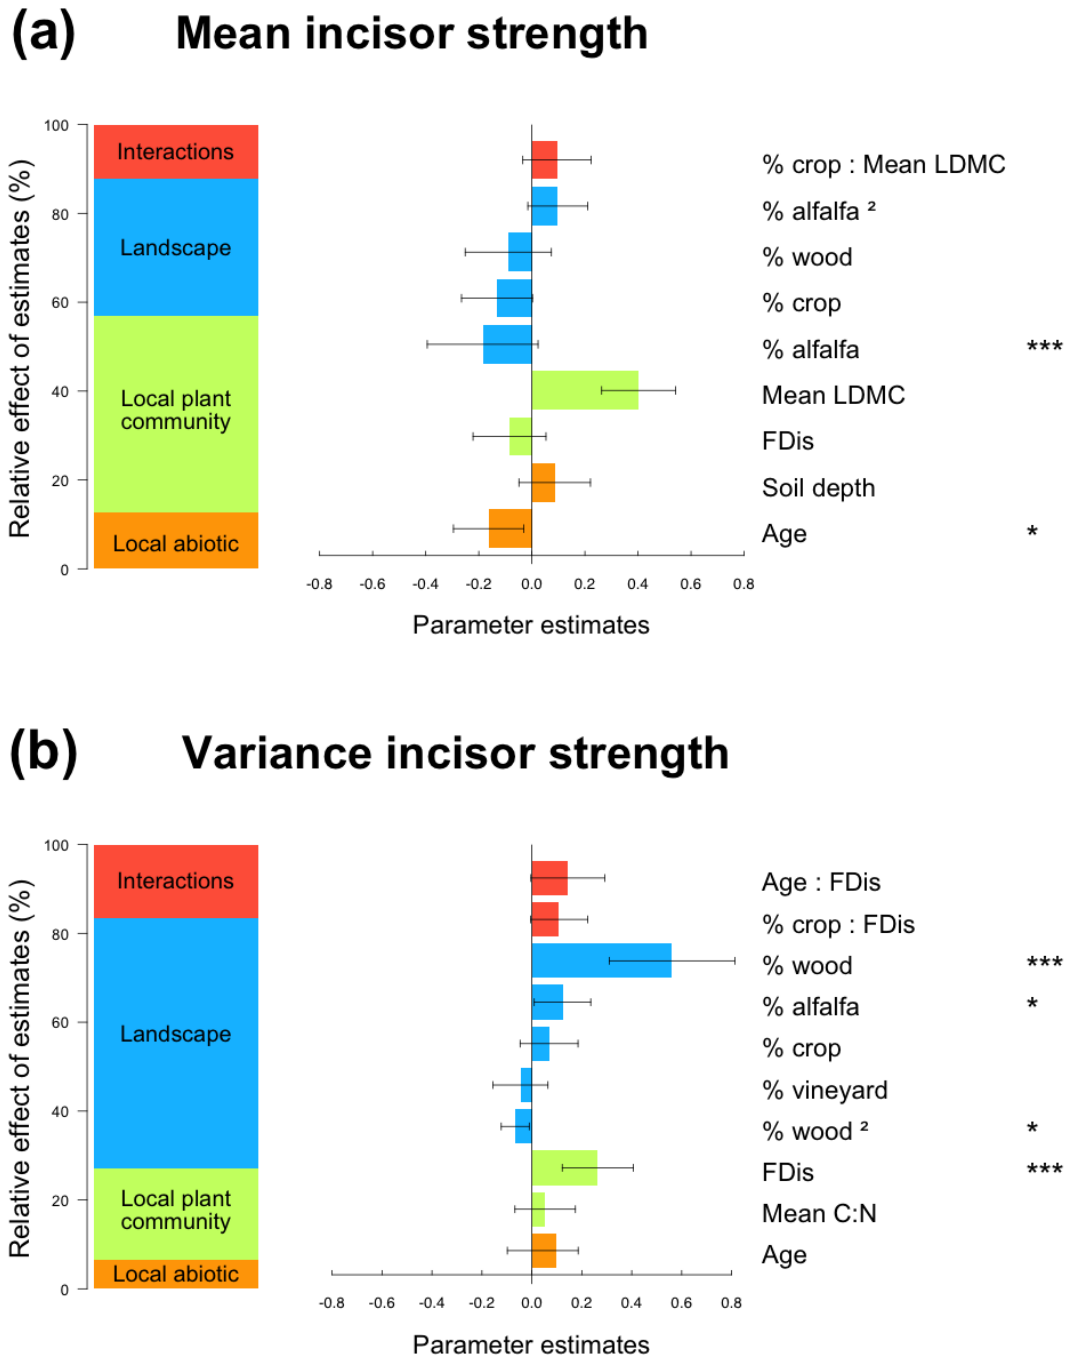 (a) Mean incisor strength
Relative effect of estimates (%)
100
80
60
40
20
0
Interactions
Landscape
Local plant
community
Local abiotic
% crop : Mean LDMC
% alfalfa ²
% wood
% crop
% alfalfa ***
Mean LDMC
FDis
Soil depth
Age *
-0.8 -0.6 -0.4 -0.2 0.0 0.2 0.4 0.6 0.8
Parameter estimates
(b) Variance incisor strength
Relative effect of estimates (%)
100
80
60
40
20
0
Interactions
Landscape
Local plant
community
Local abiotic
Age : FDis
% crop : FDis
% wood ***
% alfalfa *
% crop
% vineyard
% wood ² *
FDis ***
Mean C:N
Age
-0.8 -0.6 -0.4 -0.2 0.0 0.2 0.4 0.6 0.8
Parameter estimates